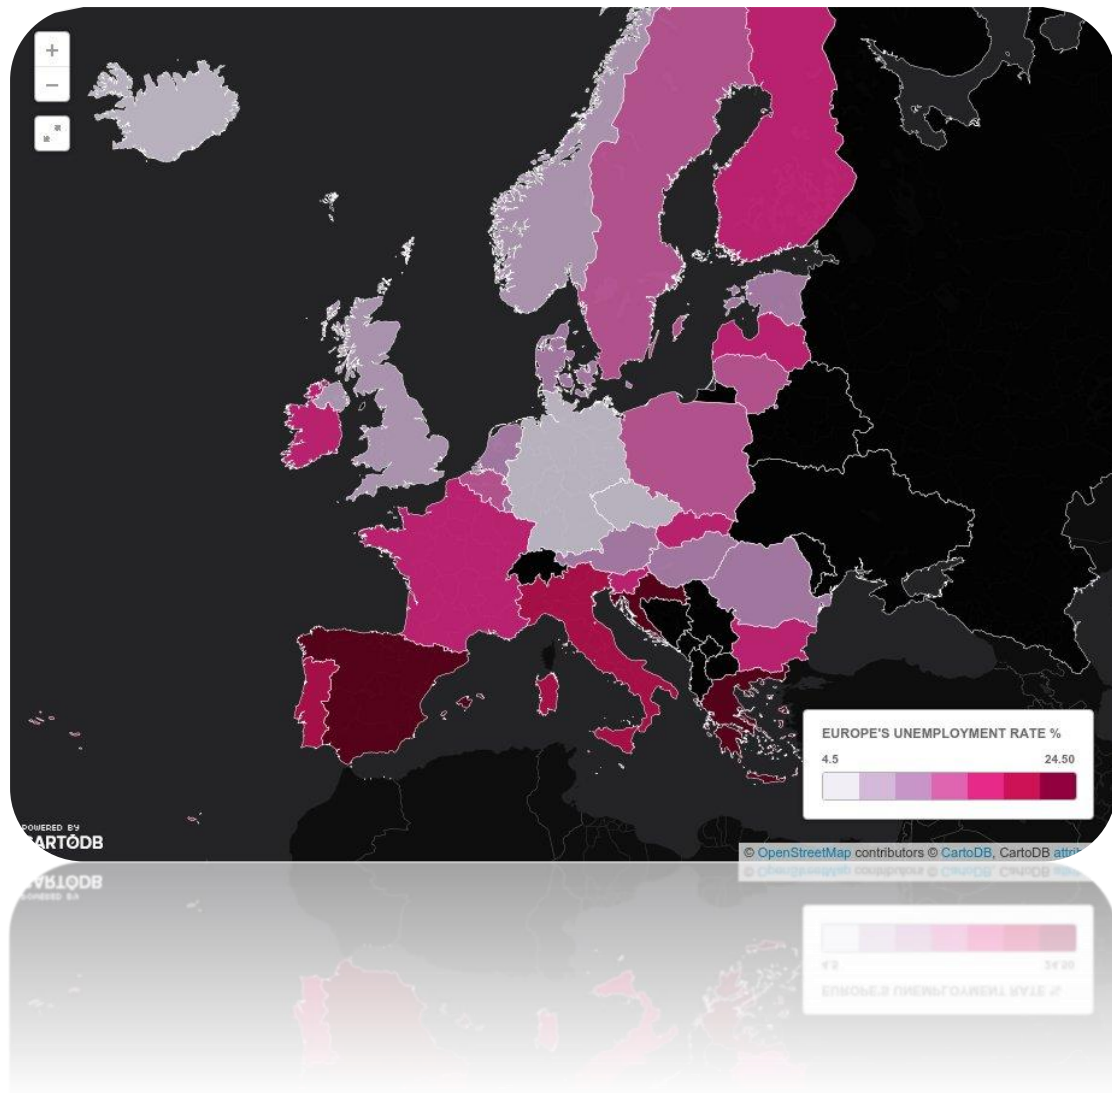 +
−
EUROPE'S UNEMPLOYMENT RATE %
4.5 24.50
POWERED BY
CARTODB
© OpenStreetMap contributors © CartoDB, CartoDB